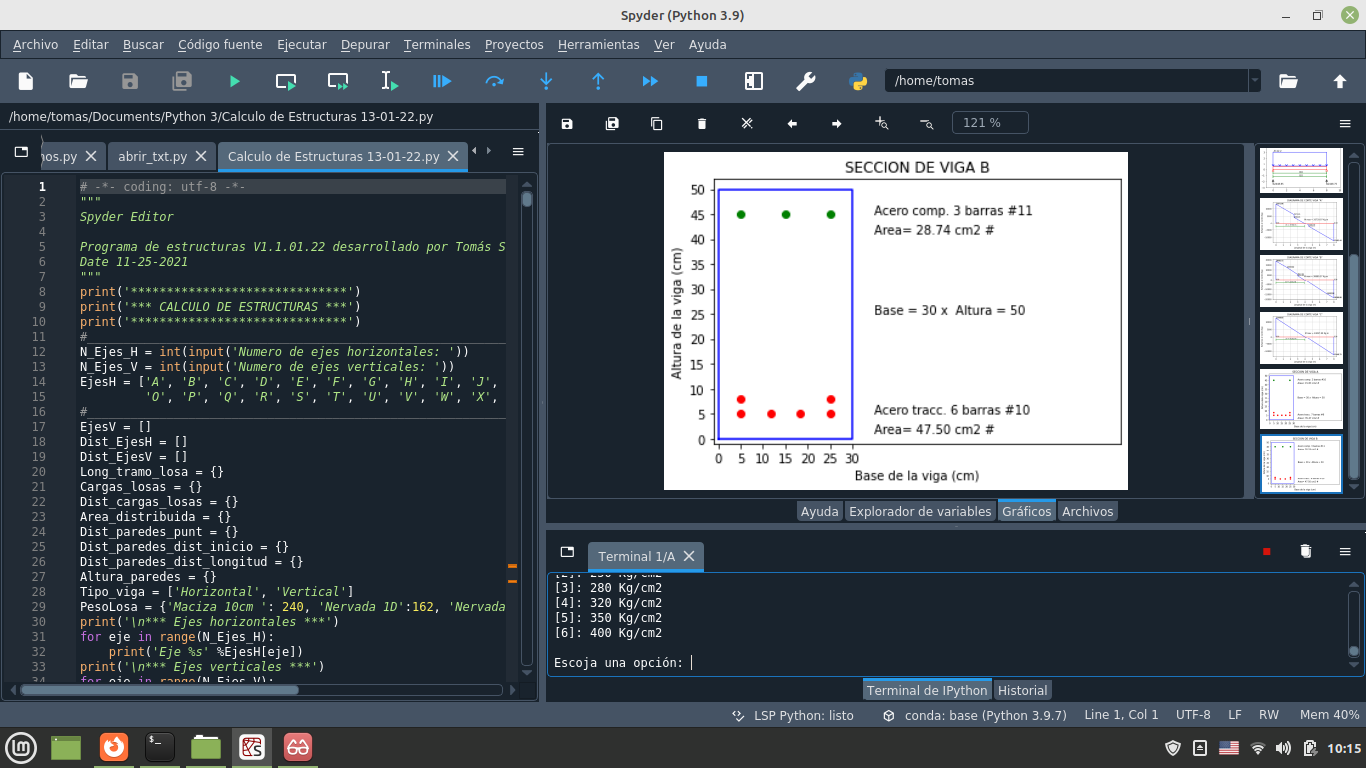 Spyder (Python 3.9)
Archivo Editar Buscar Código fuente Ejecutar Depurar Terminales Proyectos Herramientas Ver Ayuda
/home/tomas
/home/tomas/Documents/Python 3/Calculo de Estructuras 13-01-22.py
abrir_txt.py
Calculo de Estructuras 13-01-22.py
1 # -*- coding: utf-8 -*-
2 """
3 Spyder Editor
4
5 Programa de estructuras V1.1.01.22 desarrollado por Tomás S
6 Date 11-25-2021
7 """
8 print('******************************')
9 print('*** CALCULO DE ESTRUCTURAS ***')
10 print('******************************')
11 #
12 N_Ejes_H = int(input('Numero de ejes horizontales: '))
13 N_Ejes_V = int(input('Numero de ejes verticales: '))
14 EjesH = ['A', 'B', 'C', 'D', 'E', 'F', 'G', 'H', 'I', 'J',
15 'O', 'P', 'Q', 'R', 'S', 'T', 'U', 'V', 'W', 'X',
16 #
17 EjesV = []
18 Dist_EjesH = []
19 Dist_EjesV = []
20 Long_tramo_losa = {}
21 Cargas_losas = {}
22 Dist_cargas_losas = {}
23 Area_distribuida = {}
24 Dist_paredes_punt = {}
25 Dist_paredes_dist_inicio = {}
26 Dist_paredes_dist_longitud = {}
27 Altura_paredes = {}
28 Tipo_viga = ['Horizontal', 'Vertical']
29 PesoLosa = {'Maciza 10cm ': 240, 'Nervada 1D':162, 'Nervada
30 print('\n*** Ejes horizontales ***')
31 for eje in range(N_Ejes_H):
32 print('Eje %s' %EjesH[eje])
33 print('\n*** Ejes verticales ***')
34 for eje in range(N_Ejes_V):
121 %
SECCION DE VIGA B
50
45
40
35
30
25
20
15
10
5
0
Altura de la viga (cm)
Acero comp. 3 barras #11
Area= 28.74 cm2 #
Base = 30 x Altura = 50
Acero tracc. 6 barras #10
Area= 47.50 cm2 #
0 5 10 15 20 25 30
Base de la viga (cm)
Ayuda Explorador de variables Gráficos Archivos
Terminal 1/A
[3]: 280 Kg/cm2
[4]: 320 Kg/cm2
[5]: 350 Kg/cm2
[6]: 400 Kg/cm2
Escoja una opción:
Terminal de IPython Historial
LSP Python: listo conda: base (Python 3.9.7) Line 1, Col 1 UTF-8 LF RW Mem 40%
10:15